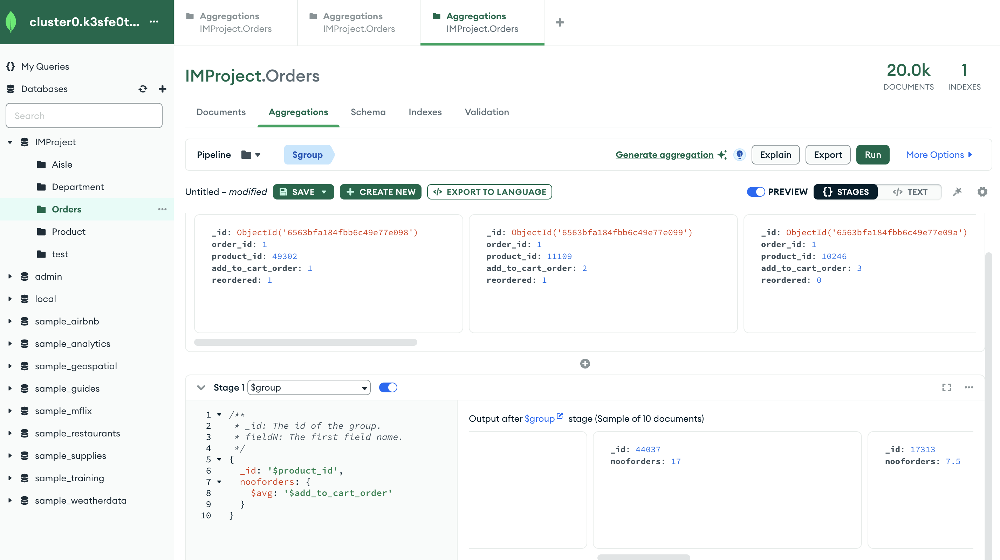 cluster0.k3sfe0t... ...
Aggregations
IMProject.Orders
Aggregations
IMProject.Orders
Aggregations
IMProject.Orders
My Queries
Databases
Search
IMProject
Aisle
Department
Orders ...
Product
test
admin
local
sample_airbnb
sample_analytics
sample_geospatial
sample_guides
sample_mflix
sample_restaurants
sample_supplies
sample_training
sample_weatherdata
IMProject.Orders
20.0k
DOCUMENTS
1
INDEXES
Documents Aggregations Schema Indexes Validation
Pipeline $group Generate aggregation Explain Export Run More Options
Untitled – modified SAVE CREATE NEW </> EXPORT TO LANGUAGE PREVIEW {} STAGES </> TEXT
_id: ObjectId('6563bfa184fbb6c49e77e098')
order_id: 1
product_id: 49302
add_to_cart_order: 1
reordered: 1
_id: ObjectId('6563bfa184fbb6c49e77e099')
order_id: 1
product_id: 11109
add_to_cart_order: 2
reordered: 1
_id: ObjectId('6563bfa184fbb6c49e77e09a')
order_id: 1
product_id: 10246
add_to_cart_order: 3
reordered: 0
Stage 1 $group
1 /**
2 * _id: The id of the group.
3 * fieldN: The first field name.
4 */
5 {
6 _id: '$product_id',
7 nooforders: {
8 $avg: '$add_to_cart_order'
9 }
10 }
Output after $group stage (Sample of 10 documents)
_id: 44037
nooforders: 17
_id: 17313
nooforders: 7.5